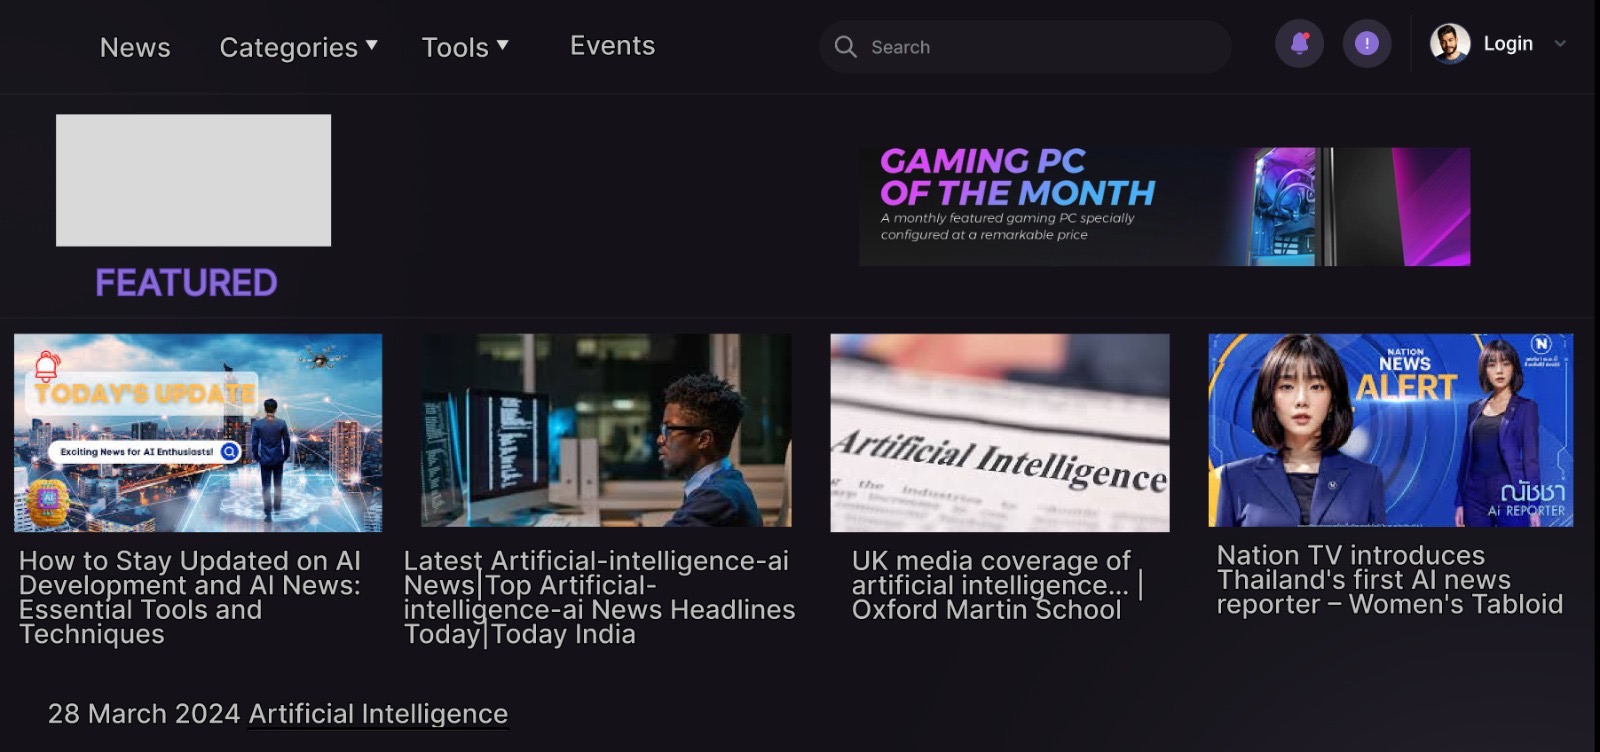 News
Categories ▼
Tools ▼
Events
Search
Login
GAMING PC
OF THE MONTH
A monthly featured gaming PC specially
configured at a remarkable price
FEATURED
TODAY'S UPDATE
Exciting News for AI Enthusiasts!
AI
How to Stay Updated on AI
Development and AI News:
Essential Tools and
Techniques
Latest Artificial-intelligence-ai
News|Top Artificial-
intelligence-ai News Headlines
Today|Today India
Artificial Intelligence
the industries
UK media coverage of
artificial intelligence... |
Oxford Martin School
N
NATION
NEWS
ALERT
ณัชชา
Ai REPORTER
Nation TV introduces
Thailand's first AI news
reporter – Women's Tabloid
28 March 2024 Artificial Intelligence